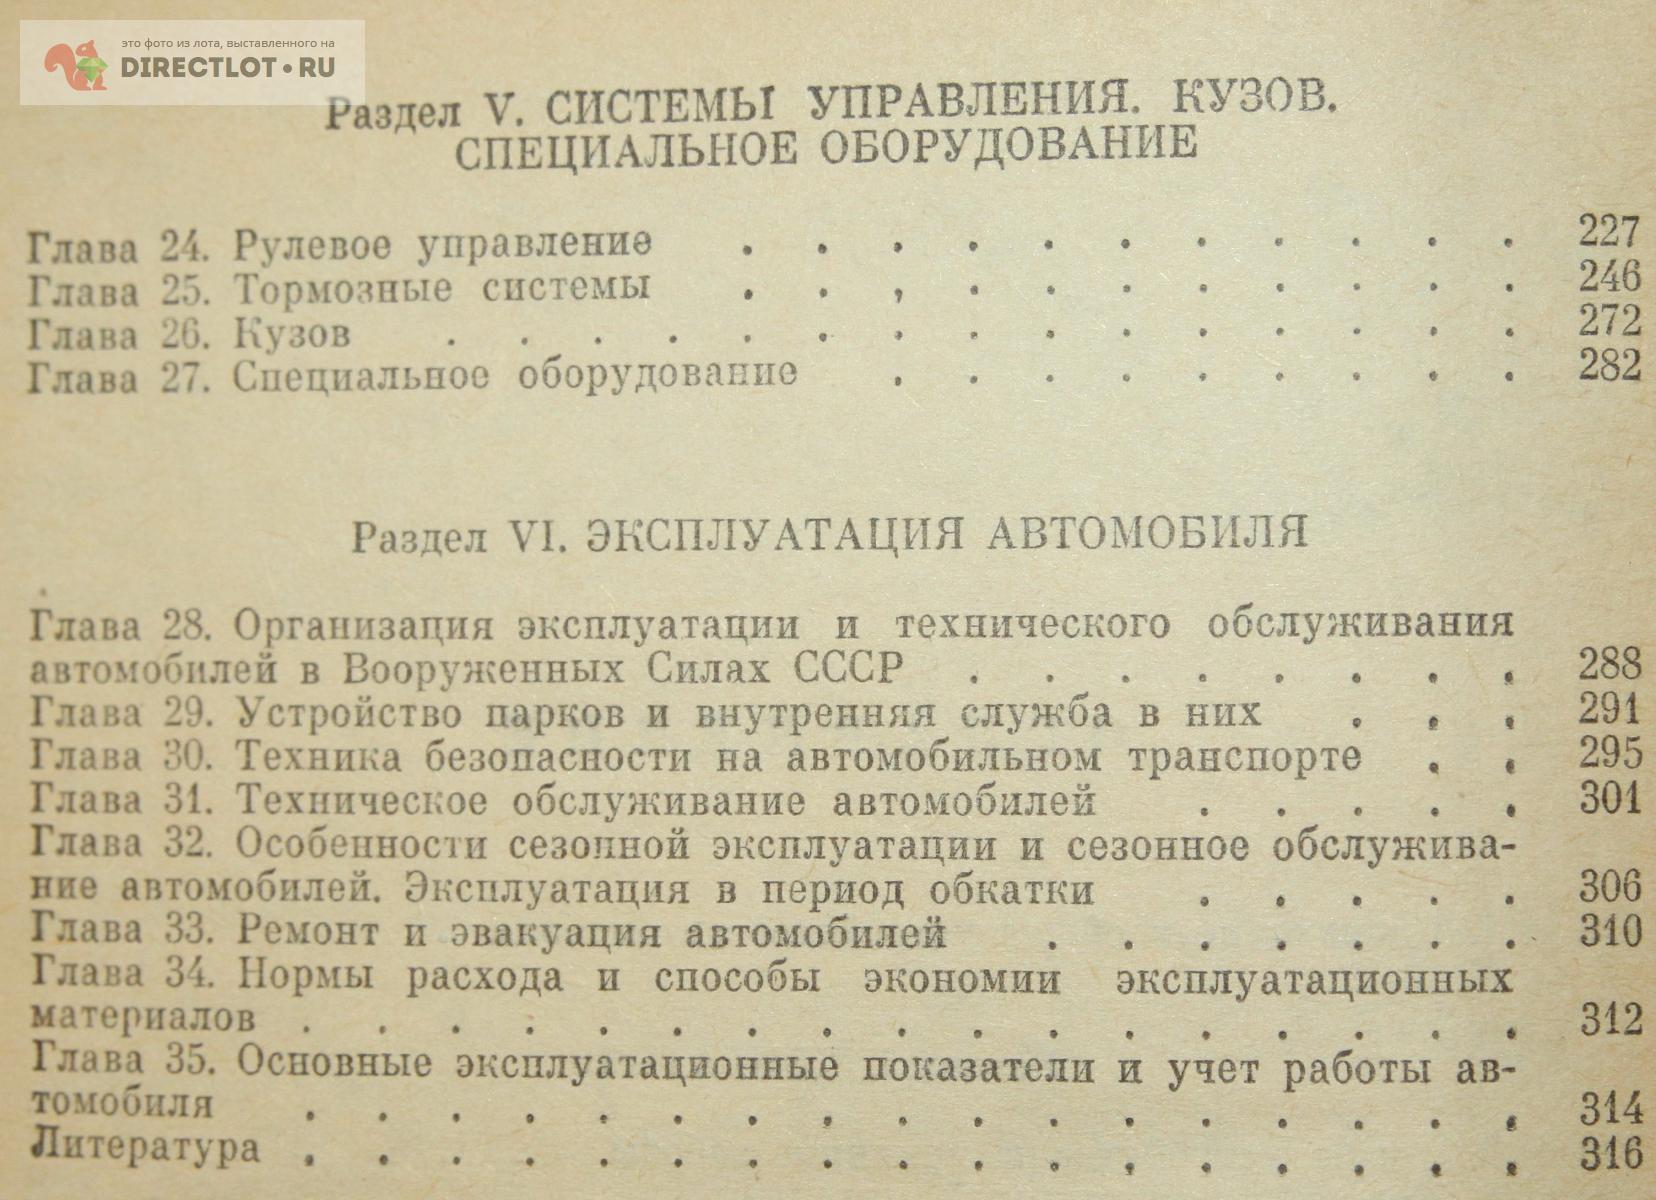 это фото из лота, выставленного на
DIRECTLOT•RU
Раздел V. СИСТЕМЫ УПРАВЛЕНИЯ. КУЗОВ.
СПЕЦИАЛЬНОЕ ОБОРУДОВАНИЕ
Глава 24. Рулевое управление . . . . . . . . . . . 227
Глава 25. Тормозные системы . . . . . . . . . . . 246
Глава 26. Кузов . . . . . . . . . . . . . . . 272
Глава 27. Специальное оборудование . . . . . . . . . 282
Раздел VI. ЭКСПЛУАТАЦИЯ АВТОМОБИЛЯ
Глава 28. Организация эксплуатации и технического обслуживания
автомобилей в Вооруженных Силах СССР . . . . . . . . 288
Глава 29. Устройство парков и внутренняя служба в них . . . 291
Глава 30. Техника безопасности на автомобильном транспорте . . 295
Глава 31. Техническое обслуживание автомобилей . . . . . 301
Глава 32. Особенности сезонной эксплуатации и сезонное обслужива-
ние автомобилей. Эксплуатация в период обкатки . . . . . 306
Глава 33. Ремонт и эвакуация автомобилей . . . . . . . 310
Глава 34. Нормы расхода и способы экономии эксплуатационных
материалов . . . . . . . . . . . . . . . . . 312
Глава 35. Основные эксплуатационные показатели и учет работы ав-
томобиля . . . . . . . . . . . . . . . . . 314
Литература . . . . . . . . . . . . . . . . . 316